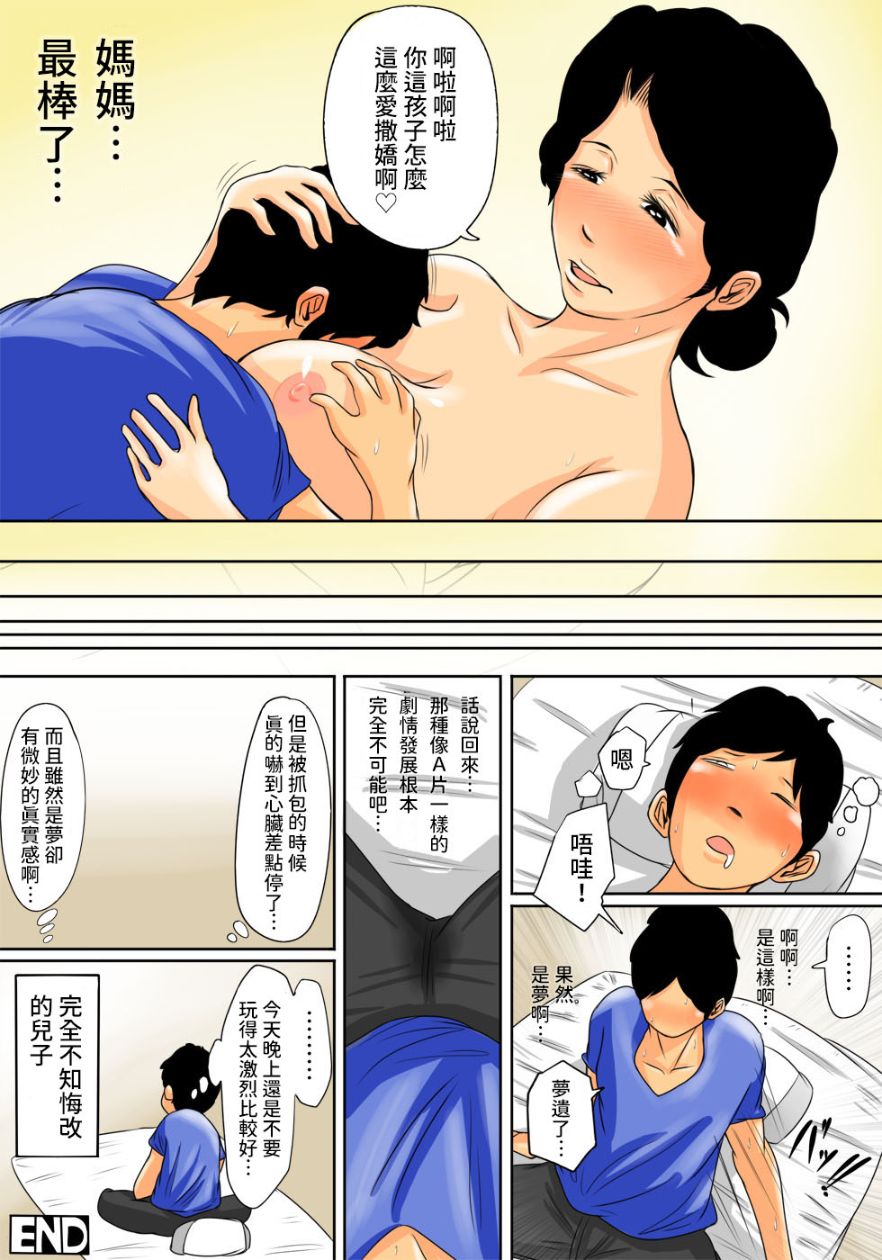 啊啦啊啦
你這孩子怎麼
這麼愛撒嬌啊♡
媽媽…
最棒了…
嗯
唔哇！
……
啊啊…
是這樣啊…
果然。
是夢啊…
夢遺了…
話說回來…
那種像A片一樣的
劇情發展根本
完全不可能吧…
但是被抓包的時候
真的嚇到心臟差點停了…
而且雖然是夢卻
有微妙的真實感啊…
………
今天晚上還是不要
玩得太激烈比較好…
完全不知悔改
的兒子
END